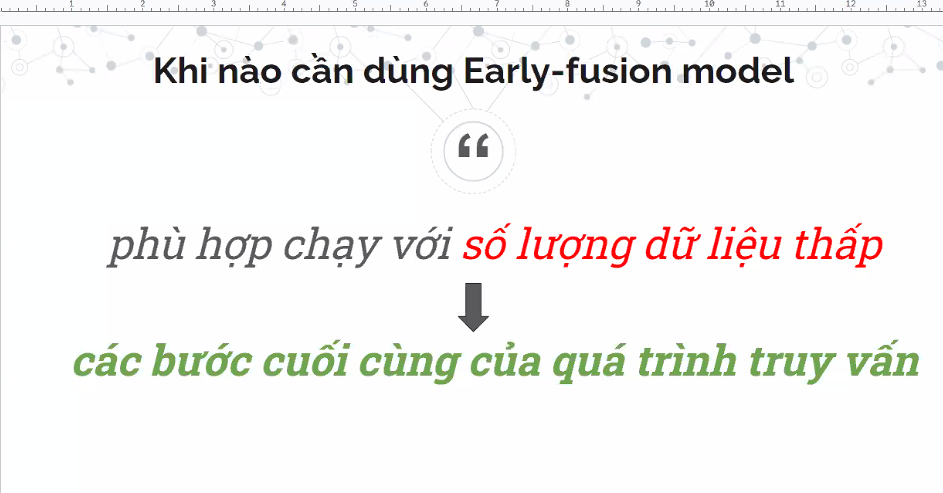 1 2 3 4 5 6 7 8 9 10 11 12 13
Khi nào cần dùng Early-fusion model
“
phù hợp chạy với số lượng dữ liệu thấp
các bước cuối cùng của quá trình truy vấn